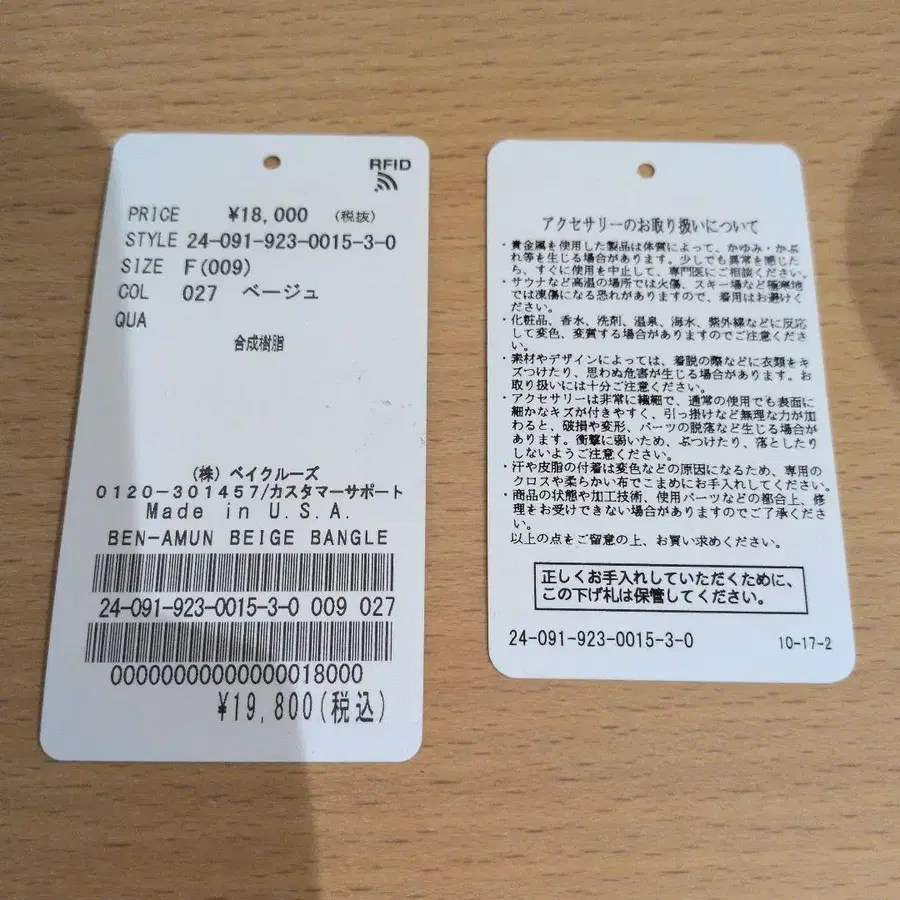 RFID
PRICE ¥18,000 (税抜)
STYLE 24-091-923-0015-3-0
SIZE F(009)
COL 027 ベージュ
QUA
合成樹脂
(株) ベイクルーズ
0120-301457/カスタマーサポート
Made in U.S.A.
BEN-AMUN BEIGE BANGLE
24-091-923-0015-3-0 009 027
00000000000000018000
¥19,800(税込)
アクセサリーのお取り扱いについて
・貴金属を使用した製品は体質によって、かゆみ・かぶ
れ等を生じる場合があります。少しでも異常を感じた
ら、すぐに使用を中止して、専門医にご相談ください。
・サウナなど高温の場所では火傷、スキー場など極寒地
では凍傷になる恐れがありますので、着用はお避けく
ださい。
・化粧品、香水、洗剤、温泉、海水、紫外線などに反応
して変色、変質する場合がありますのでご注意くださ
い。
・素材やデザインによっては、着脱の際などに衣類をキ
ズつけたり、思わぬ危害が生じる場合があります。お
取り扱いには十分ご注意ください。
・アクセサリーは非常に繊細で、通常の使用でも表面に
細かなキズが付きやすく、引っ掛けなど無理な力が加
わると、破損や変形、パーツの脱落など生じる場合が
あります。衝撃に弱いため、ぶつけたり、落としたり
しないようご注意ください。
・汗や皮脂の付着は変色などの原因になるため、専用の
クロスや柔らかい布でこまめにお手入れしてください。
・商品の状態や加工技術、使用パーツなどの都合上、修
理をお受けできない場合がありますのでご了承くださ
い。
以上の点をご留意の上、お買い求めください。
正しくお手入れしていただくために、
この下げ札は保管してください。
24-091-923-0015-3-0 10-17-2